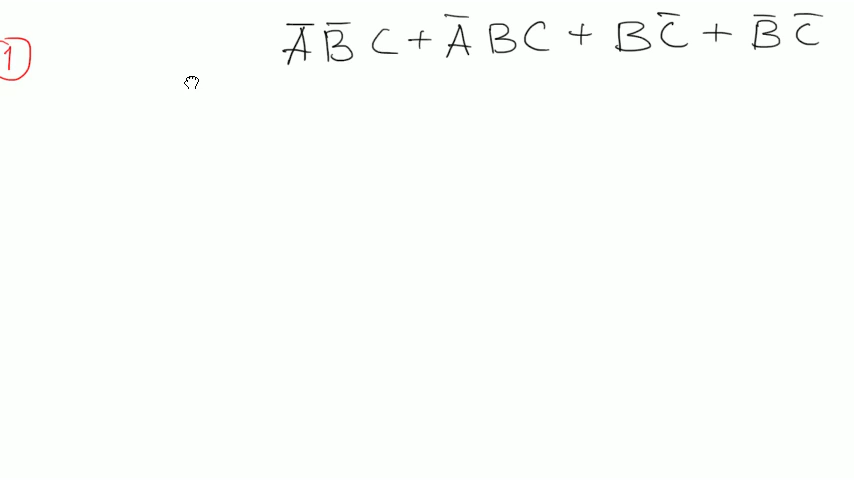 A̅ B̅ C + A̅ B C + B C̅ + B̅ C̅
1